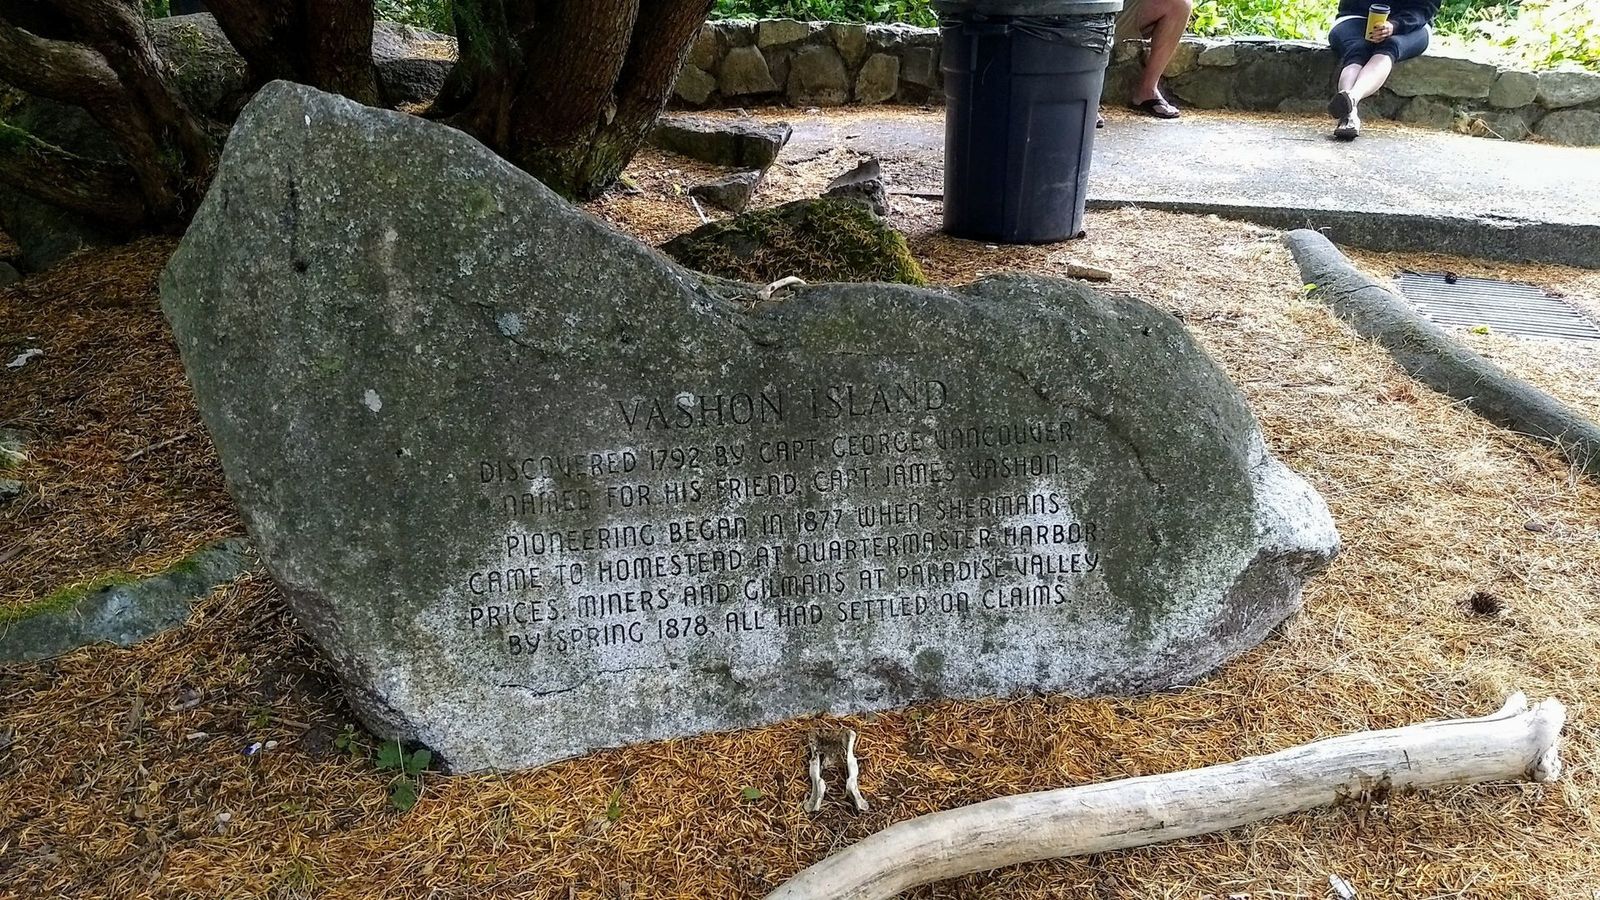 VASHON ISLAND
DISCOVERED 1792 BY CAPT. GEORGE VANCOUVER
NAMED FOR HIS FRIEND, CAPT. JAMES VASHON.
PIONEERING BEGAN IN 1877 WHEN SHERMANS
CAME TO HOMESTEAD AT QUARTERMASTER HARBOR
PRICES, MINERS AND GILMANS AT PARADISE VALLEY
BY SPRING 1878, ALL HAD SETTLED ON CLAIMS